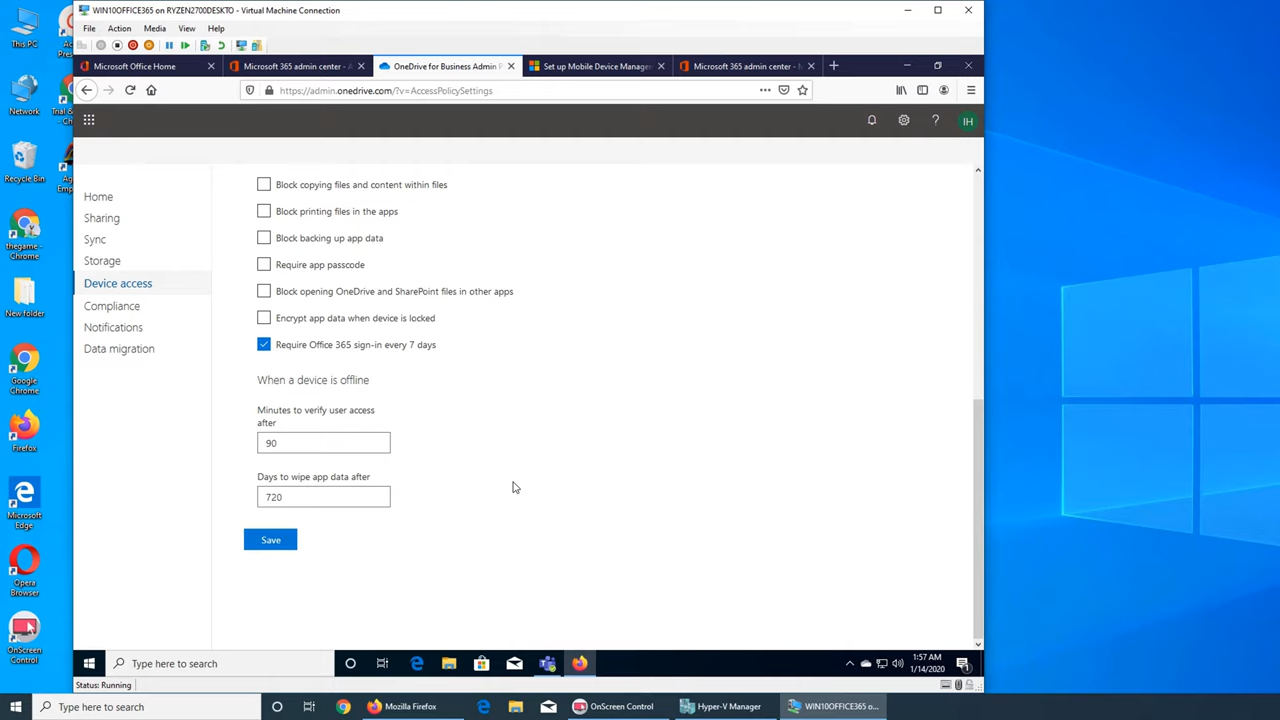 WIN10OFFICE365 on RYZEN2700DESKTO - Virtual Machine Connection
File Action Media View Help
Microsoft Office Home
Microsoft 365 admin center - A
OneDrive for Business Admin P
Set up Mobile Device Manager
Microsoft 365 admin center - M
https://admin.onedrive.com/?v=AccessPolicySettings
IH
Home
Sharing
Sync
Storage
Device access
Compliance
Notifications
Data migration
Block copying files and content within files
Block printing files in the apps
Block backing up app data
Require app passcode
Block opening OneDrive and SharePoint files in other apps
Encrypt app data when device is locked
Require Office 365 sign-in every 7 days
When a device is offline
Minutes to verify user access
after
90
Days to wipe app data after
720
Save
This PC
Network
Recycle Bin
thegame -
Chrome
New folder
Google
Chrome
Firefox
Microsoft
Edge
Opera
Browser
OnScreen
Control
Type here to search
1:57 AM
1/14/2020
Status: Running
Type here to search
Mozilla Firefox
OnScreen Control
Hyper-V Manager
WIN10OFFICE365 o...